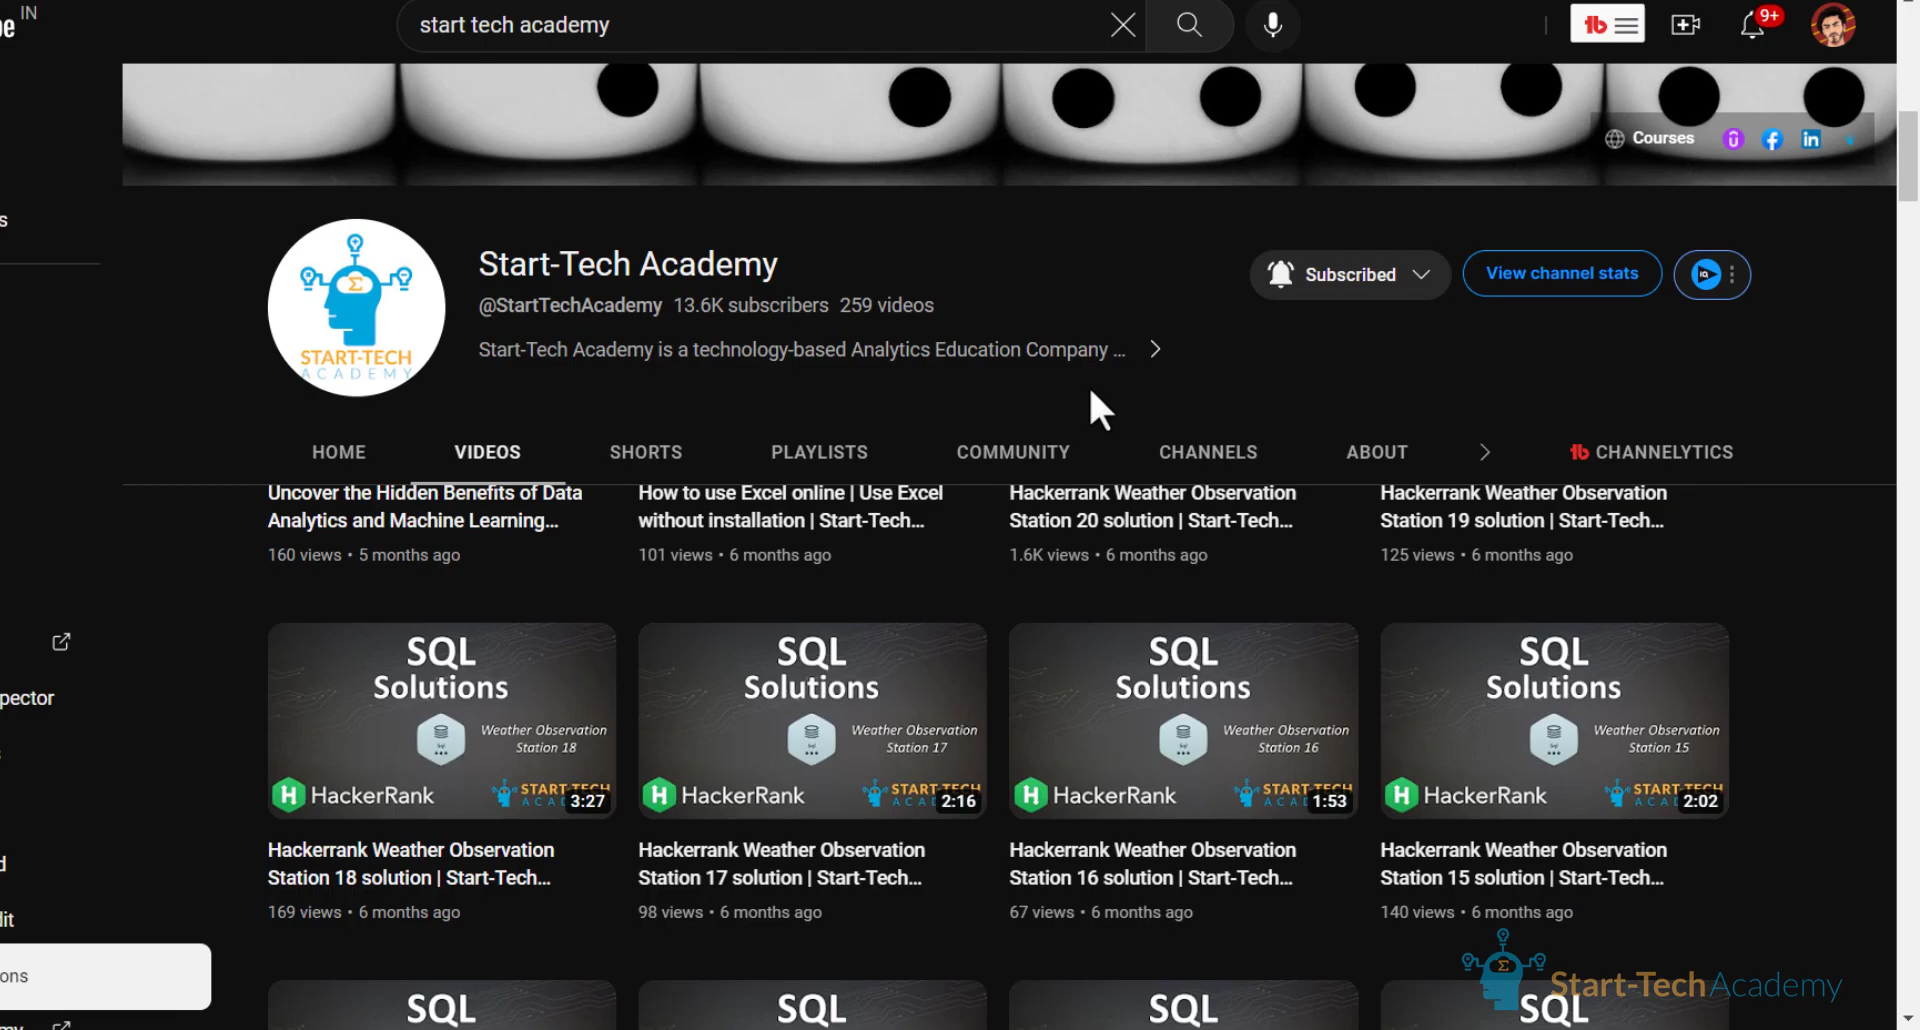 IN
start tech academy
9+
Courses
Start-Tech Academy
@StartTechAcademy 13.6K subscribers 259 videos
Start-Tech Academy is a technology-based Analytics Education Company ...
Subscribed
View channel stats
START-TECH
ACADEMY
HOME VIDEOS SHORTS PLAYLISTS COMMUNITY CHANNELS ABOUT CHANNELYTICS
Uncover the Hidden Benefits of Data
Analytics and Machine Learning...
160 views • 5 months ago
How to use Excel online | Use Excel
without installation | Start-Tech...
101 views • 6 months ago
Hackerrank Weather Observation
Station 20 solution | Start-Tech...
1.6K views • 6 months ago
Hackerrank Weather Observation
Station 19 solution | Start-Tech...
125 views • 6 months ago
SQL
Solutions
Weather Observation
Station 18
HackerRank
3:27
Hackerrank Weather Observation
Station 18 solution | Start-Tech...
169 views • 6 months ago
SQL
Solutions
Weather Observation
Station 17
HackerRank
2:16
Hackerrank Weather Observation
Station 17 solution | Start-Tech...
98 views • 6 months ago
SQL
Solutions
Weather Observation
Station 16
HackerRank
1:53
Hackerrank Weather Observation
Station 16 solution | Start-Tech...
67 views • 6 months ago
SQL
Solutions
Weather Observation
Station 15
HackerRank
2:02
Hackerrank Weather Observation
Station 15 solution | Start-Tech...
140 views • 6 months ago
SQL
SQL
SQL
SQL
Start-Tech Academy